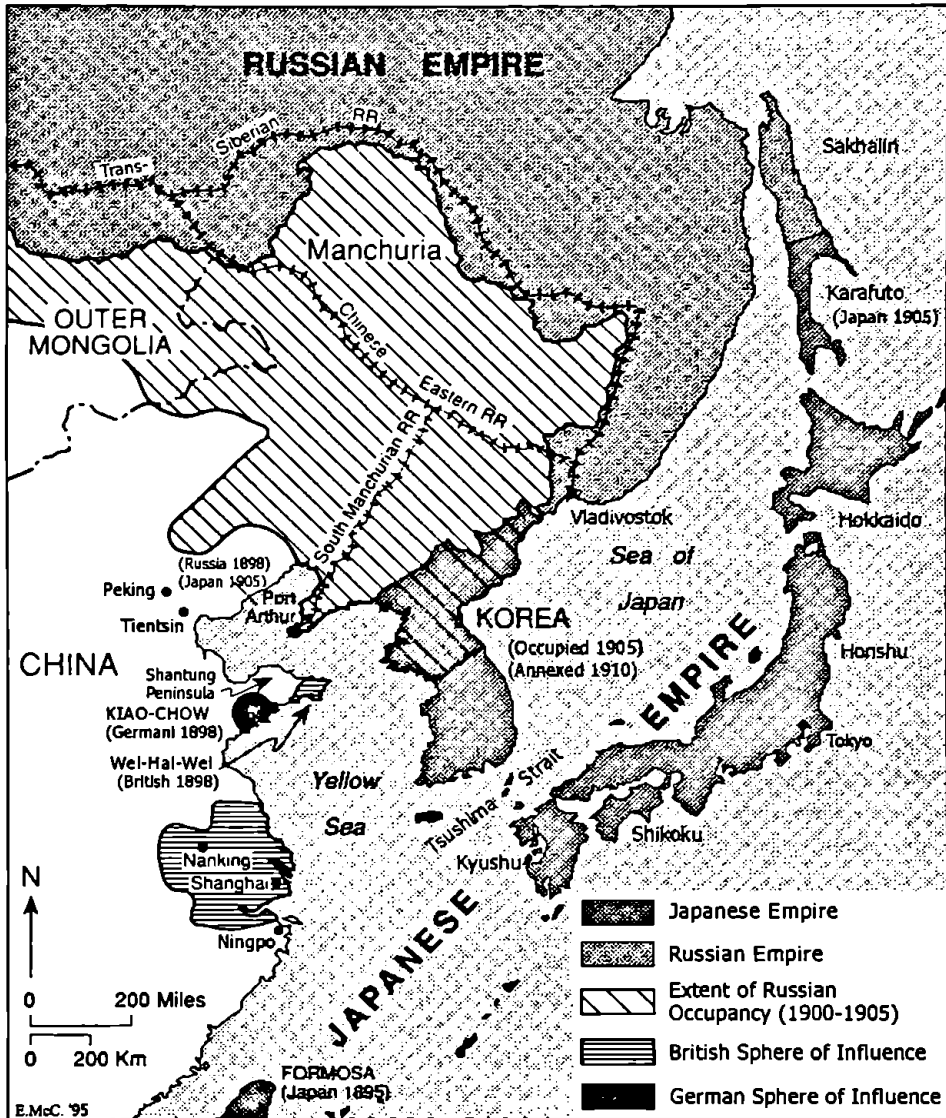 RUSSIAN EMPIRE
Trans-
Siberian
RR
Sakhalin
Manchuria
Karafuto
(Japan 1905)
OUTER
MONGOLIA
Chinese
Eastern RR
South Manchurian RR
Vladivostok
Hokkaido
Sea of
Japan
(Russia 1898)
(Japan 1905)
Peking
Port
Arthur
Tientsin
KOREA
(Occupied 1905)
(Annexed 1910)
CHINA
Shantung
Peninsula
KIAO-CHOW
(Germani 1898)
Wel-Hal-Wel
(British 1898)
Honshu
Tokyo
Yellow
Sea
Tsushima
Strait
Shikoku
Kyushu
Nanking
Shanghai
Ningpo
JAPANESE
EMPIRE
N
0 200 Miles
0 200 Km
FORMOSA
(Japan 1895)
E.McC. '95
Japanese Empire
Russian Empire
Extent of Russian
Occupancy (1900-1905)
British Sphere of Influence
German Sphere of Influence